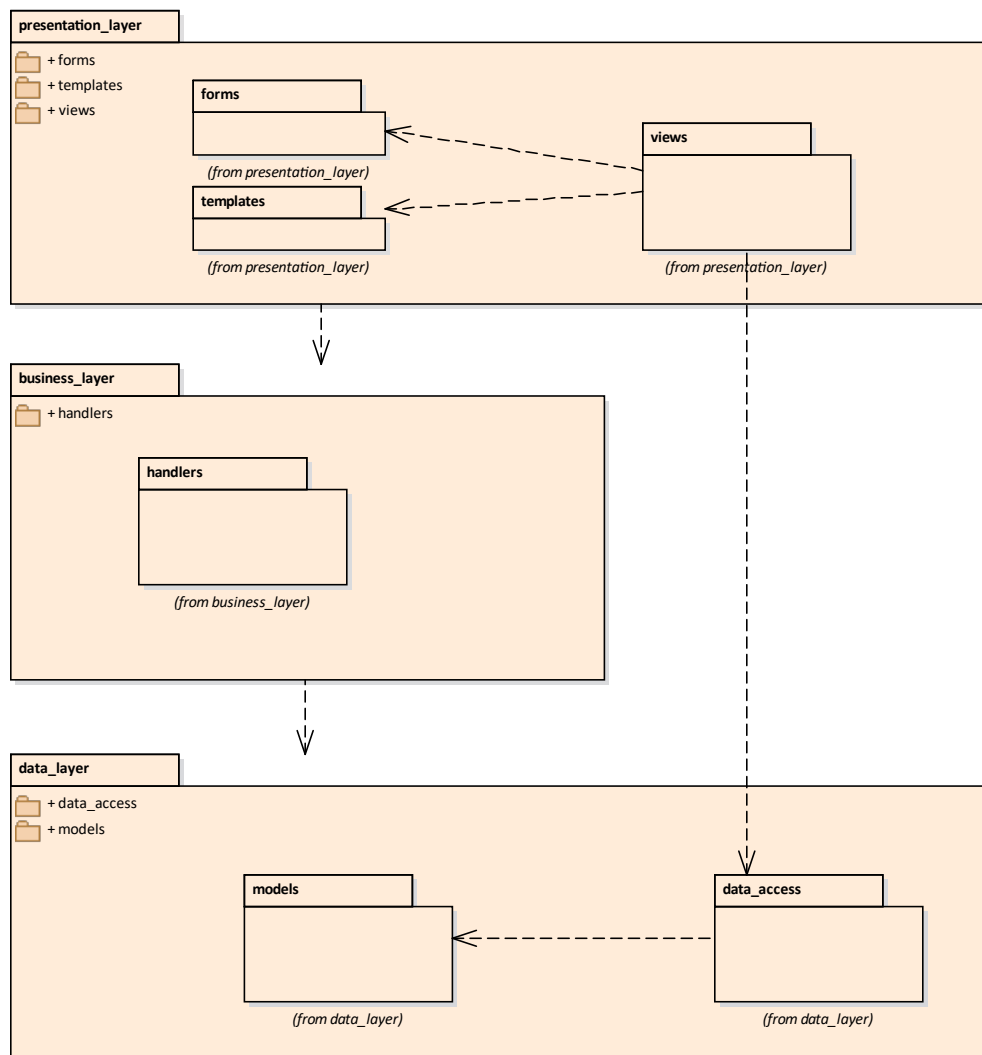 presentation_layer
+ forms
+ templates
+ views
forms
(from presentation_layer)
templates
(from presentation_layer)
views
(from presentation_layer)
business_layer
+ handlers
handlers
(from business_layer)
data_layer
+ data_access
+ models
models
(from data_layer)
data_access
(from data_layer)